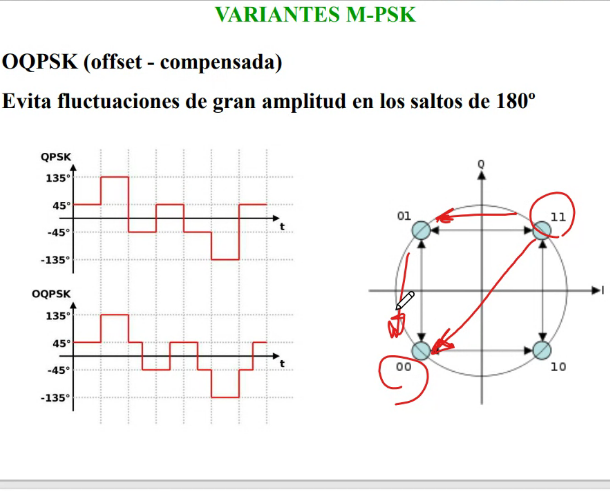 VARIANTES M-PSK
OQPSK (offset - compensada)
Evita fluctuaciones de gran amplitud en los saltos de 180º
QPSK
135°
45°
-45°
-135°
t
OQPSK
135°
45°
-45°
-135°
t
Q
01
11
I
00
10